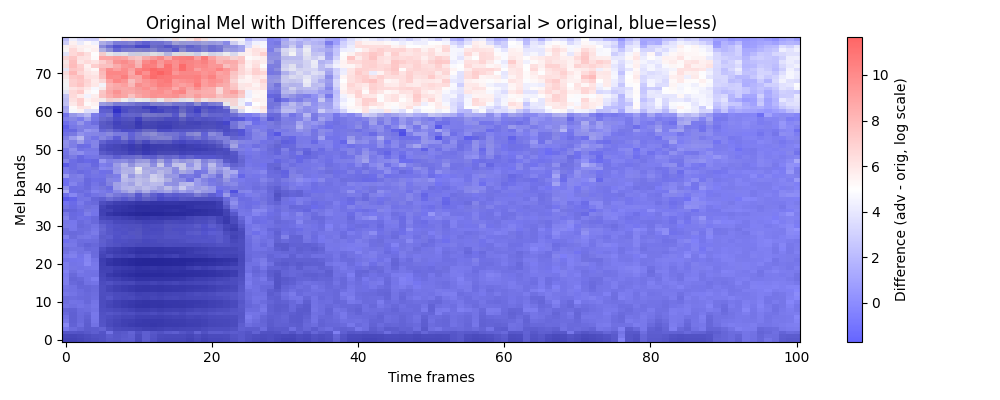 Original Mel with Differences (red=adversarial > original, blue=less)
Mel bands
70
60
50
40
30
20
10
0
0 20 40 60 80 100
Time frames
10
8
6
4
2
0
Difference (adv - orig, log scale)